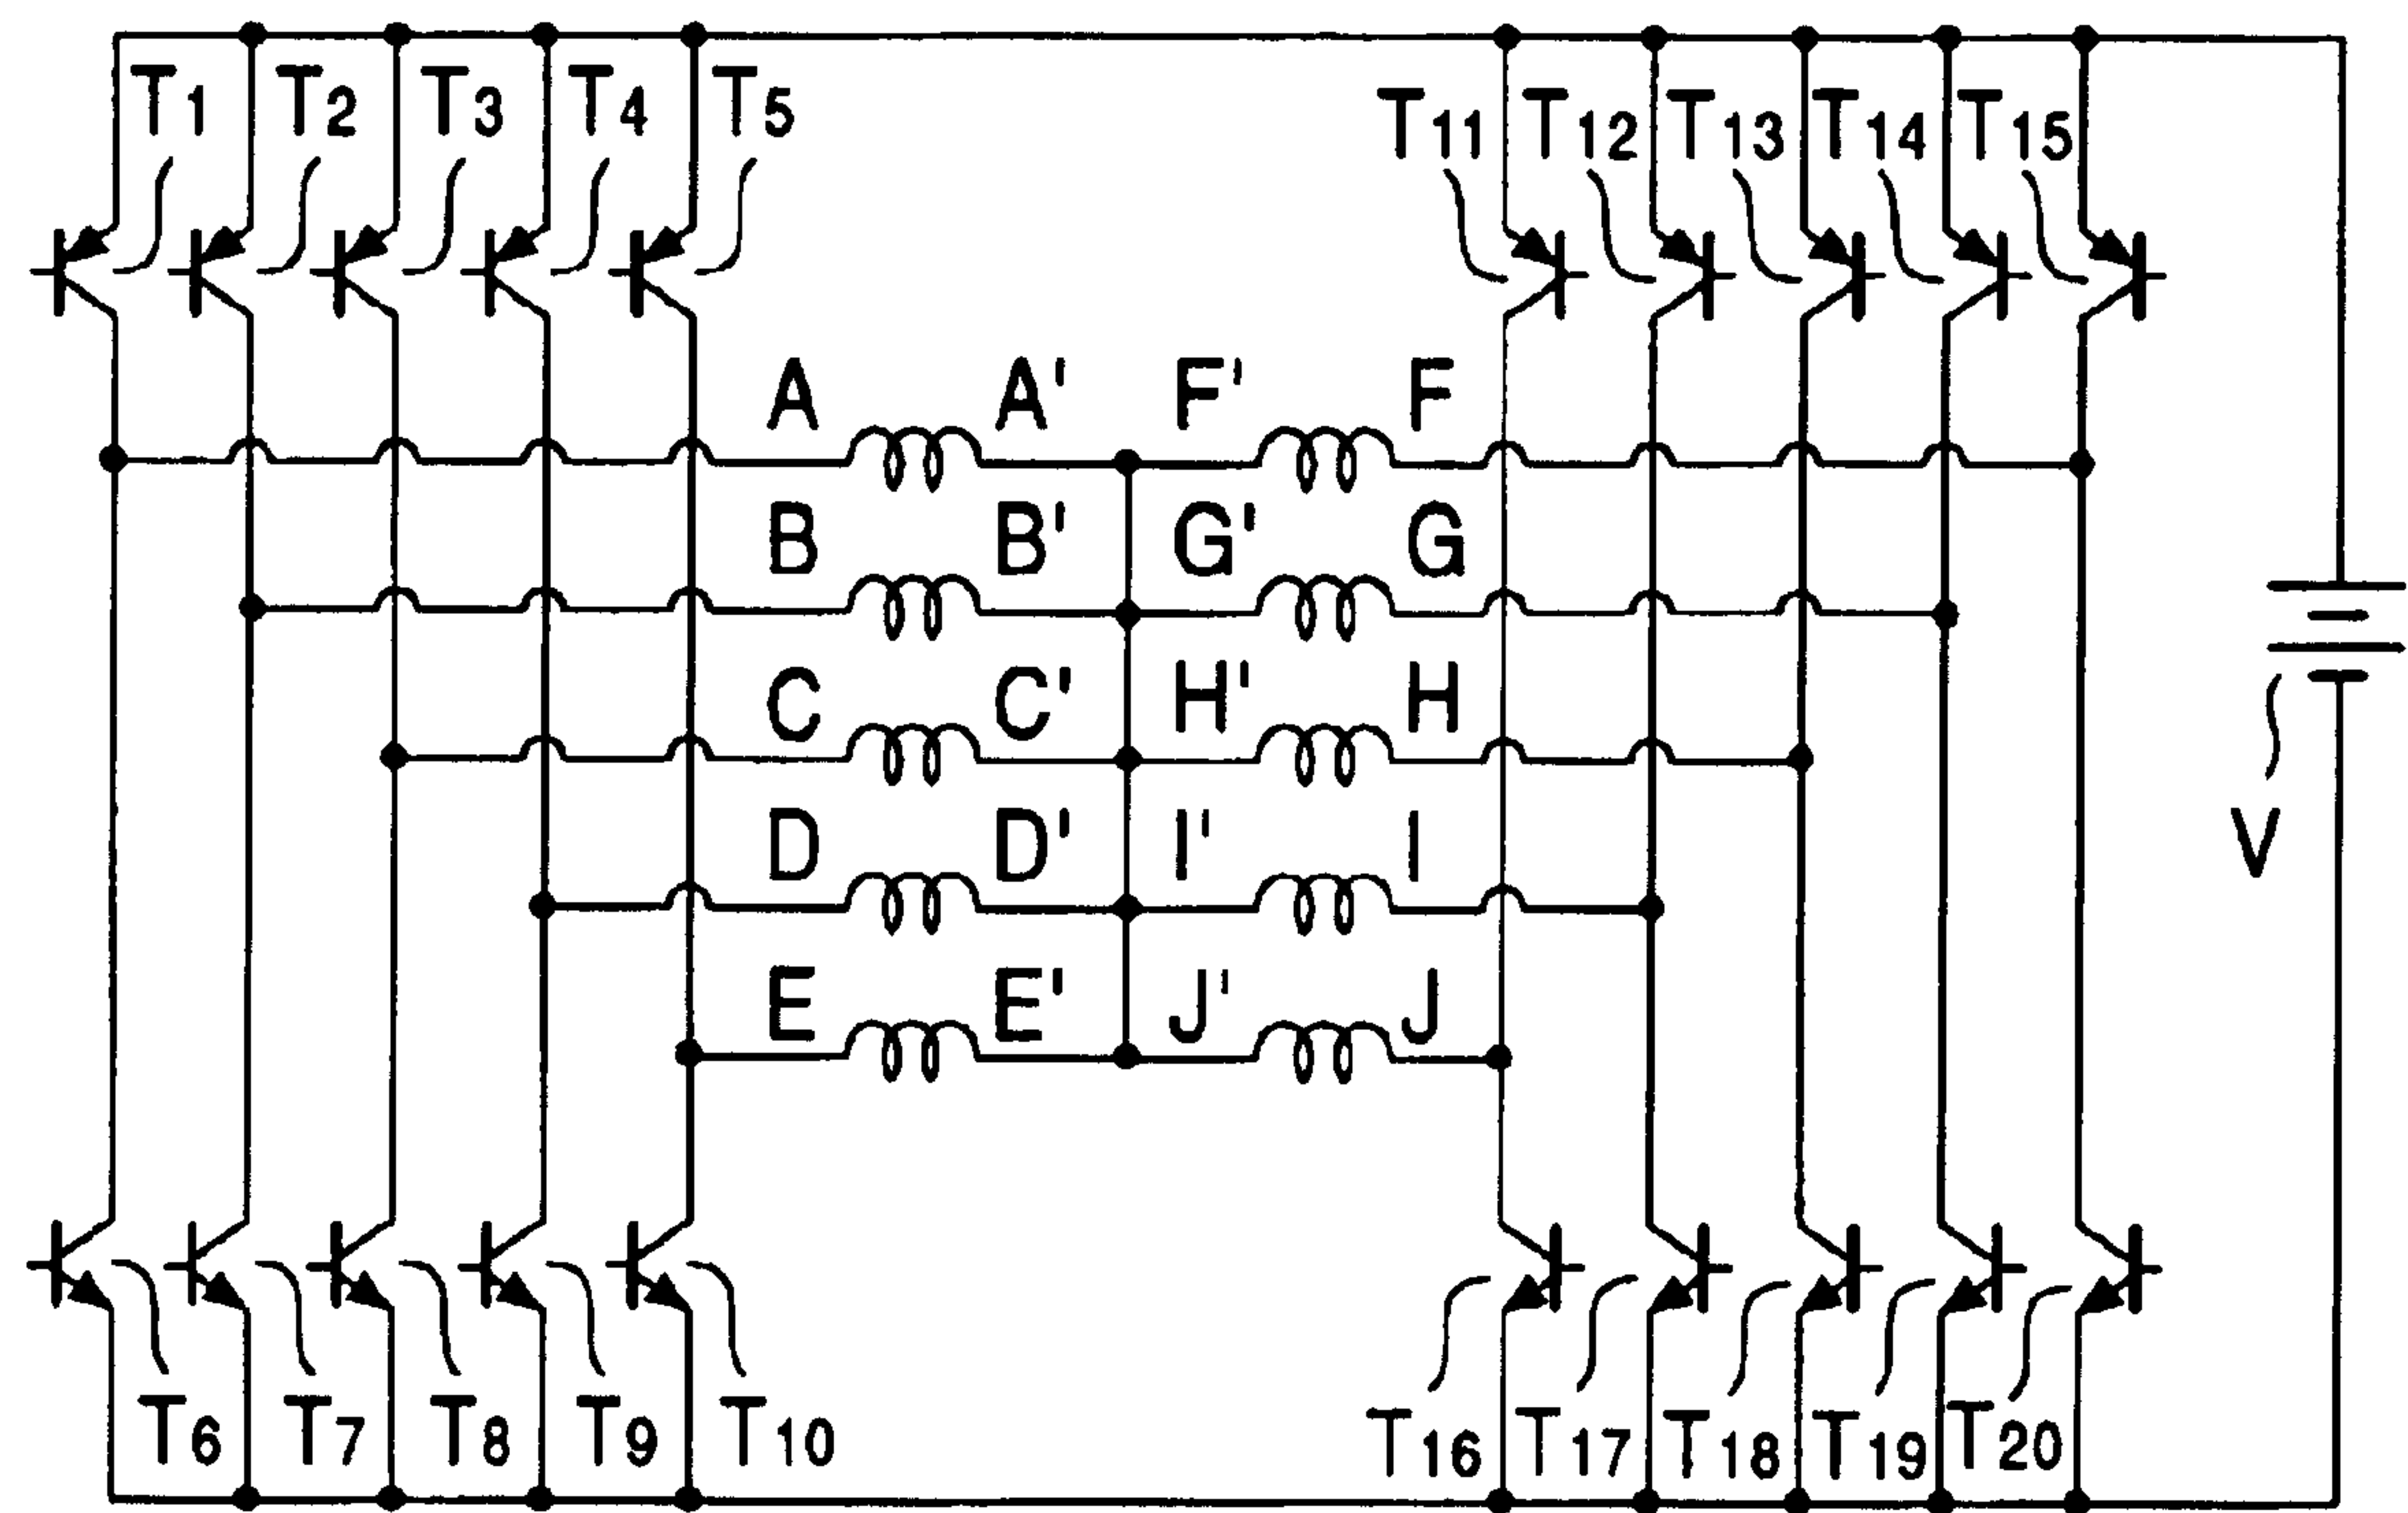 T1 T2 T3 T4 T5 T11 T12 T13 T14 T15
A A' F' F
B B' G' G
C C' H' H
D D' I' I
V
E E' J' J
T6 T7 T8 T9 T10 T16 T17 T18 T19 T20